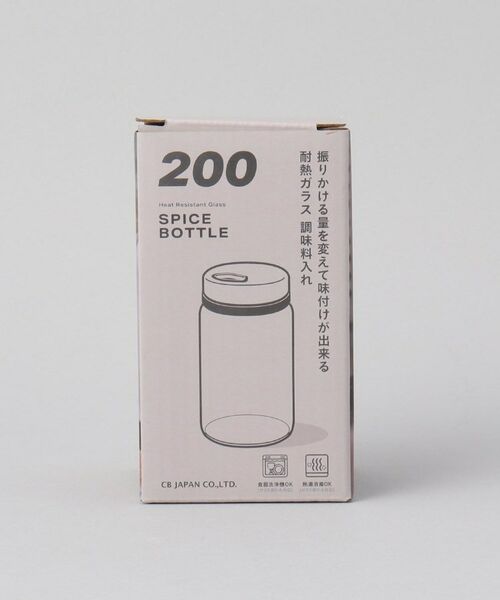 200
Heat Resistant Glass
SPICE
BOTTLE
振りかける量を変えて味付けが出来る
耐熱ガラス 調味料入れ
CB JAPAN CO.,LTD.
食器洗浄機OK
熱湯消毒OK